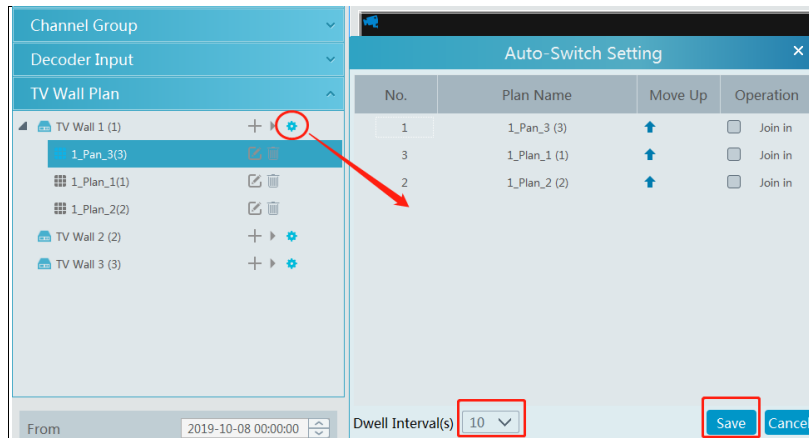 Channel Group
Decoder Input
TV Wall Plan
TV Wall 1 (1)
1_Pan_3(3)
1_Plan_1(1)
1_Plan_2(2)
TV Wall 2 (2)
TV Wall 3 (3)
From 2019-10-08 00:00:00
Auto-Switch Setting
No. Plan Name Move Up Operation
1 1_Pan_3 (3) Join in
3 1_Plan_1 (1) Join in
2 1_Plan_2 (2) Join in
Dwell Interval(s) 10 Save Cancel